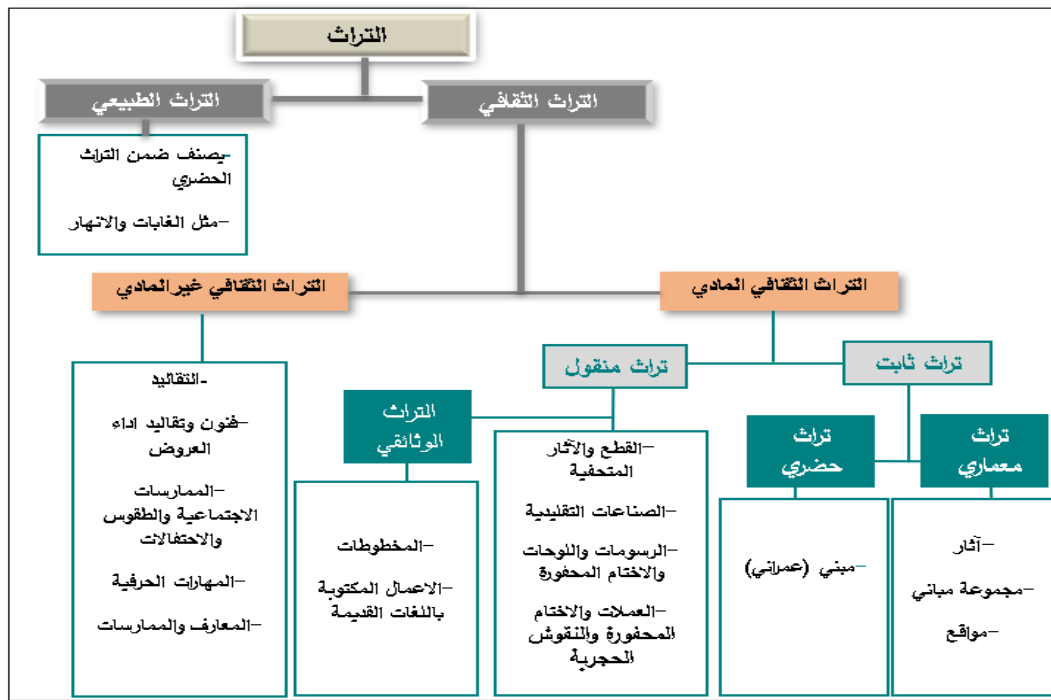 التراث
التراث الطبيعي
التراث الثقافي
-يصنف ضمن التراث
الحضري
-مثل الغابات والانهار
التراث الثقافي المادي
التراث الثقافي غير المادي
تراث ثابت
تراث منقول
تراث
معماري
تراث
حضري
التراث
الوثائقي
-آثار
-مجموعة مباني
-مواقع
-مبني (عمراني)
-القطع والآثار
المتحفية
-الصناعات التقليدية
-الرسومات واللوحات
والاختام المحفورة
-العملات والاختام
المحفورة والنقوش
الحجرية
-المخطوطات
-الاعمال المكتوبة
باللغات القديمة
-التقاليد
-فنون وتقاليد اداء
العروض
-الممارسات
الاجتماعية والطقوس
والاحتفالات
-المهارات الحرفية
-المعارف والممارسات